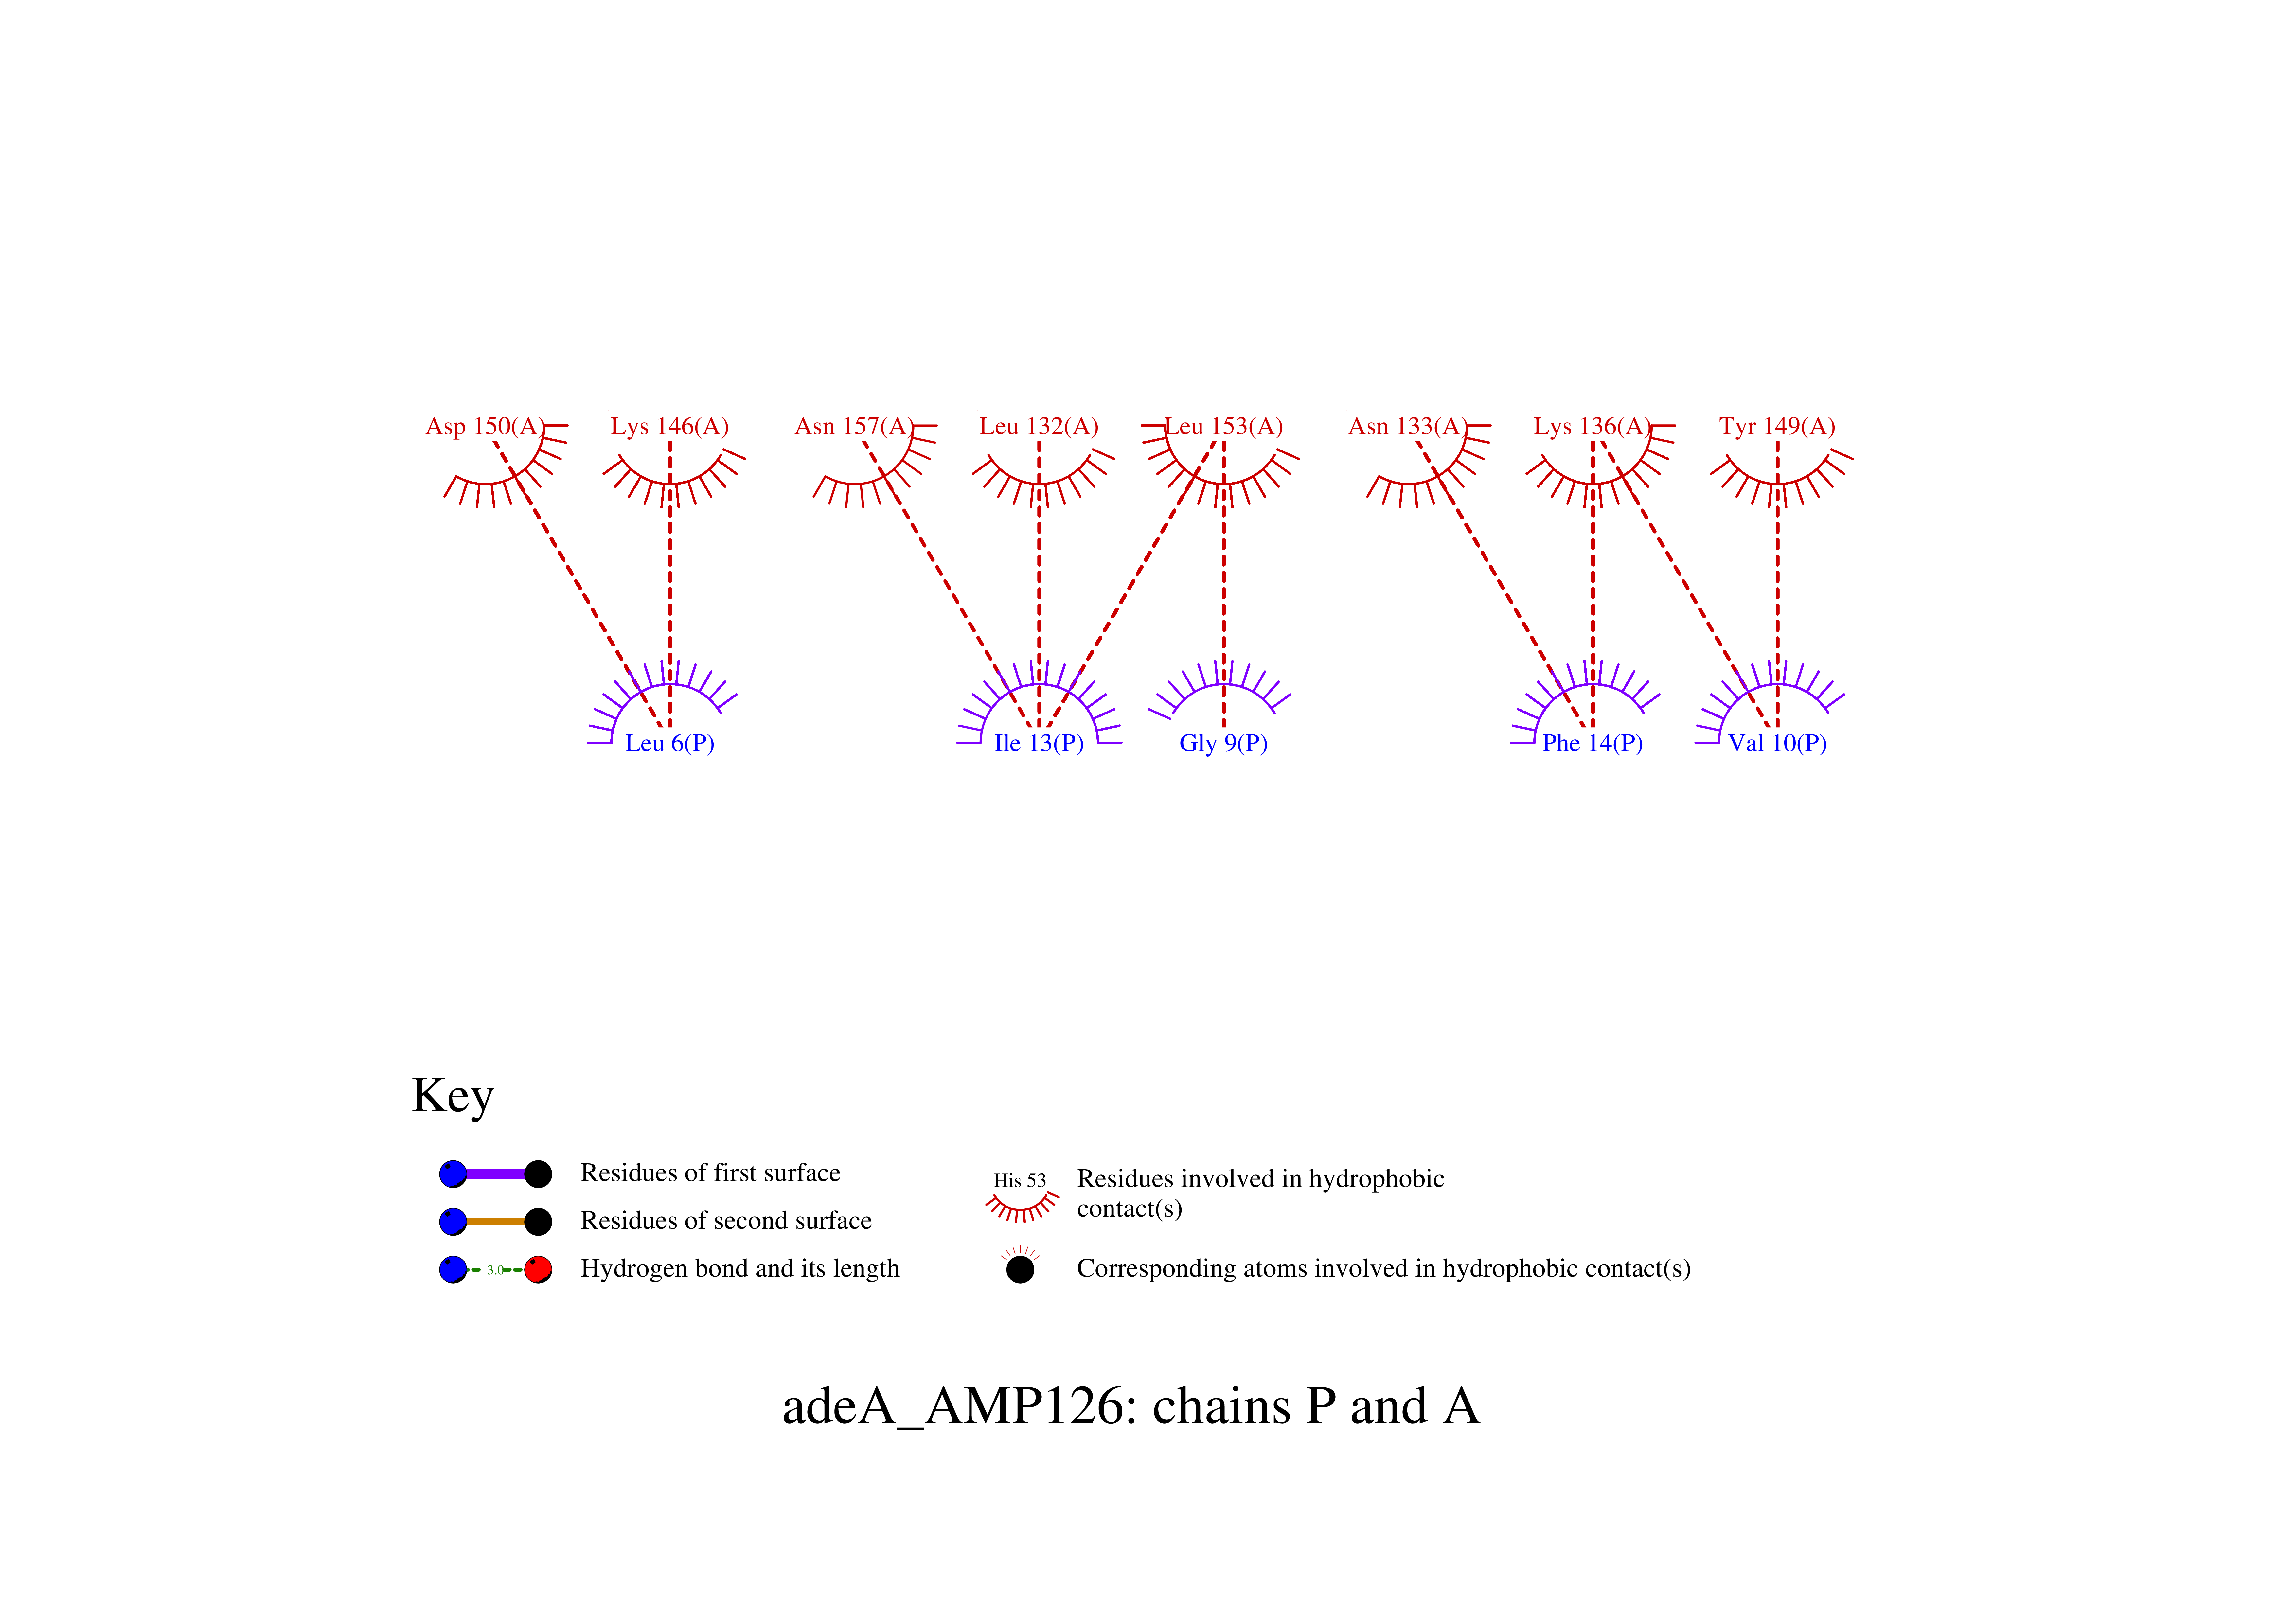 Asp 150(A) Lys 146(A) Asn 157(A) Leu 132(A) Leu 153(A) Asn 133(A) Lys 136(A) Tyr 149(A)
Leu 6(P) Ile 13(P) Gly 9(P) Phe 14(P) Val 10(P)
Key
Residues of first surface
Residues of second surface
3.0 Hydrogen bond and its length
His 53 Residues involved in hydrophobic
contact(s)
Corresponding atoms involved in hydrophobic contact(s)
adeA_AMP126: chains P and A